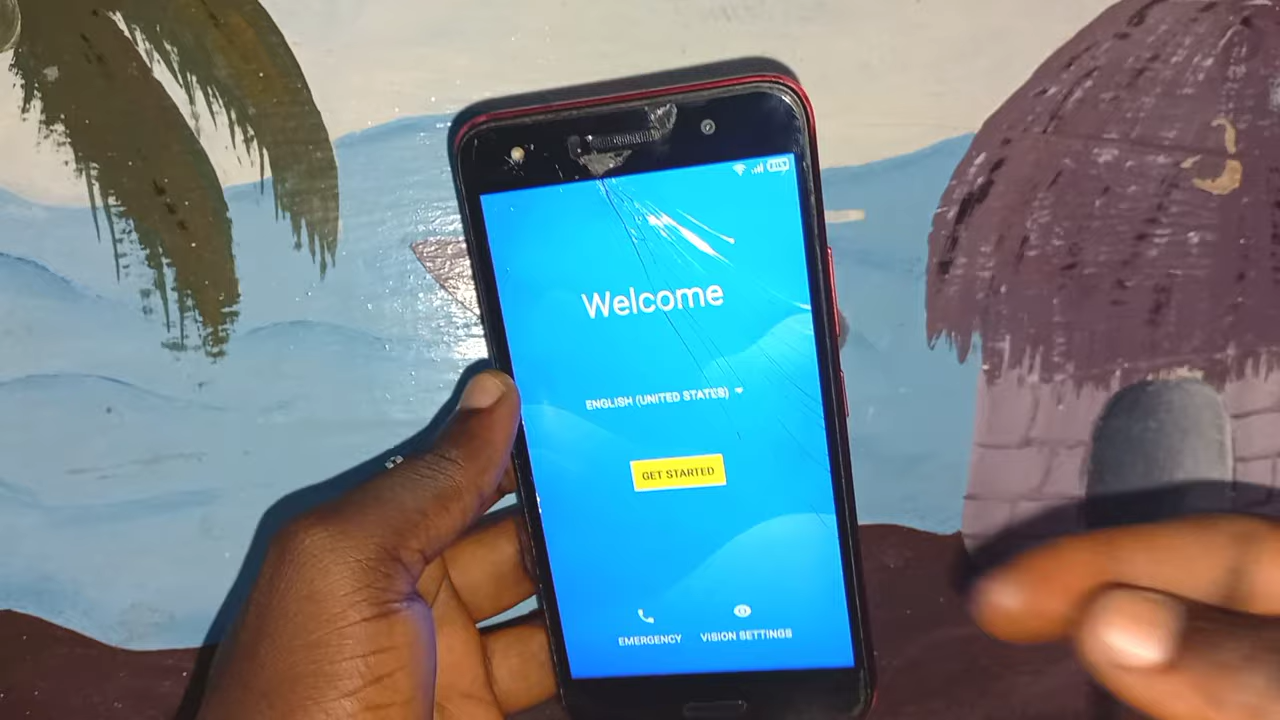 Welcome
ENGLISH (UNITED STATES)
GET STARTED
EMERGENCY
VISION SETTINGS